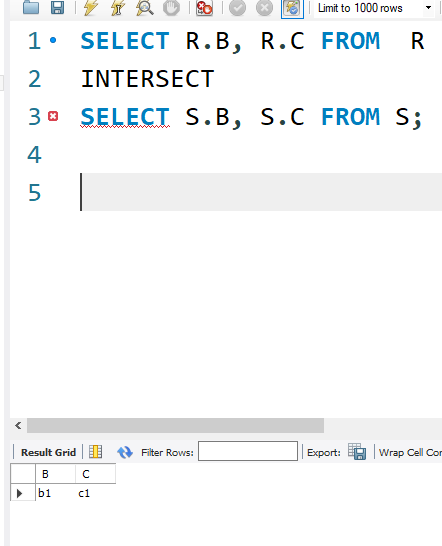 Limit to 1000 rows
1 SELECT R.B, R.C FROM  R
2 INTERSECT
3 SELECT S.B, S.C FROM S;
4
5
Result Grid Filter Rows: Export: Wrap Cell Cor
B C
b1 c1